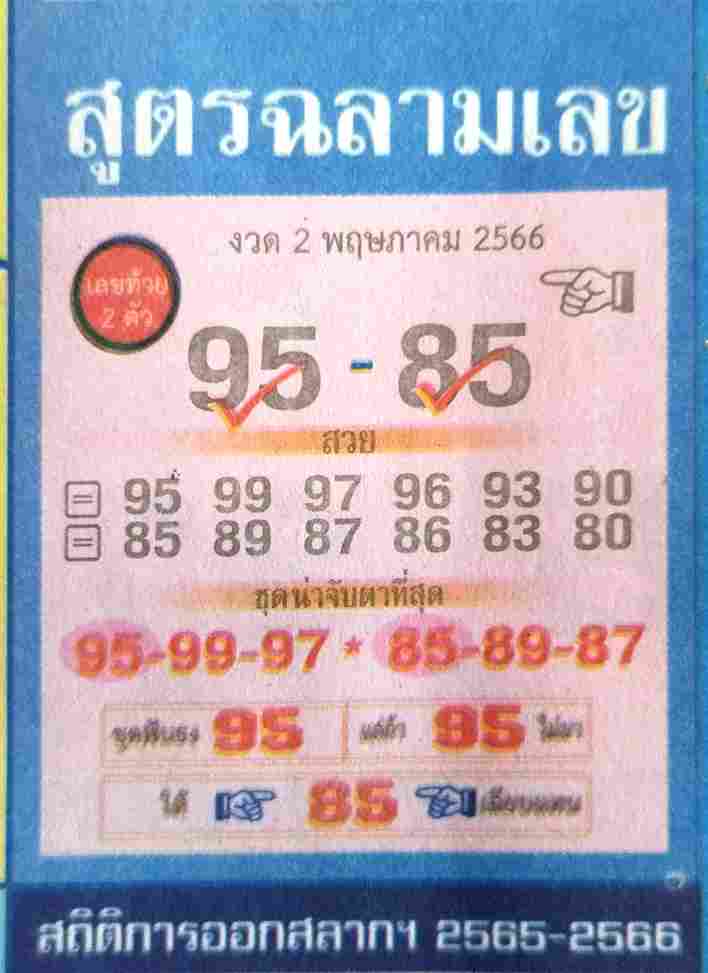 สูตรฉลามเลข
งวด 2 พฤษภาคม 2566
เลขท้าย
2 ตัว
95 - 85
สวย
= 95 99 97 96 93 90
= 85 89 87 86 83 80
ชุดน่าจับตาที่สุด
95-99-97 * 85-89-87
ชุดฟันธง 95 แต่ถ้า 95 ไม่มา
ได้ 85 เฉียบแทน
สถิติการออกสลากฯ 2565-2566